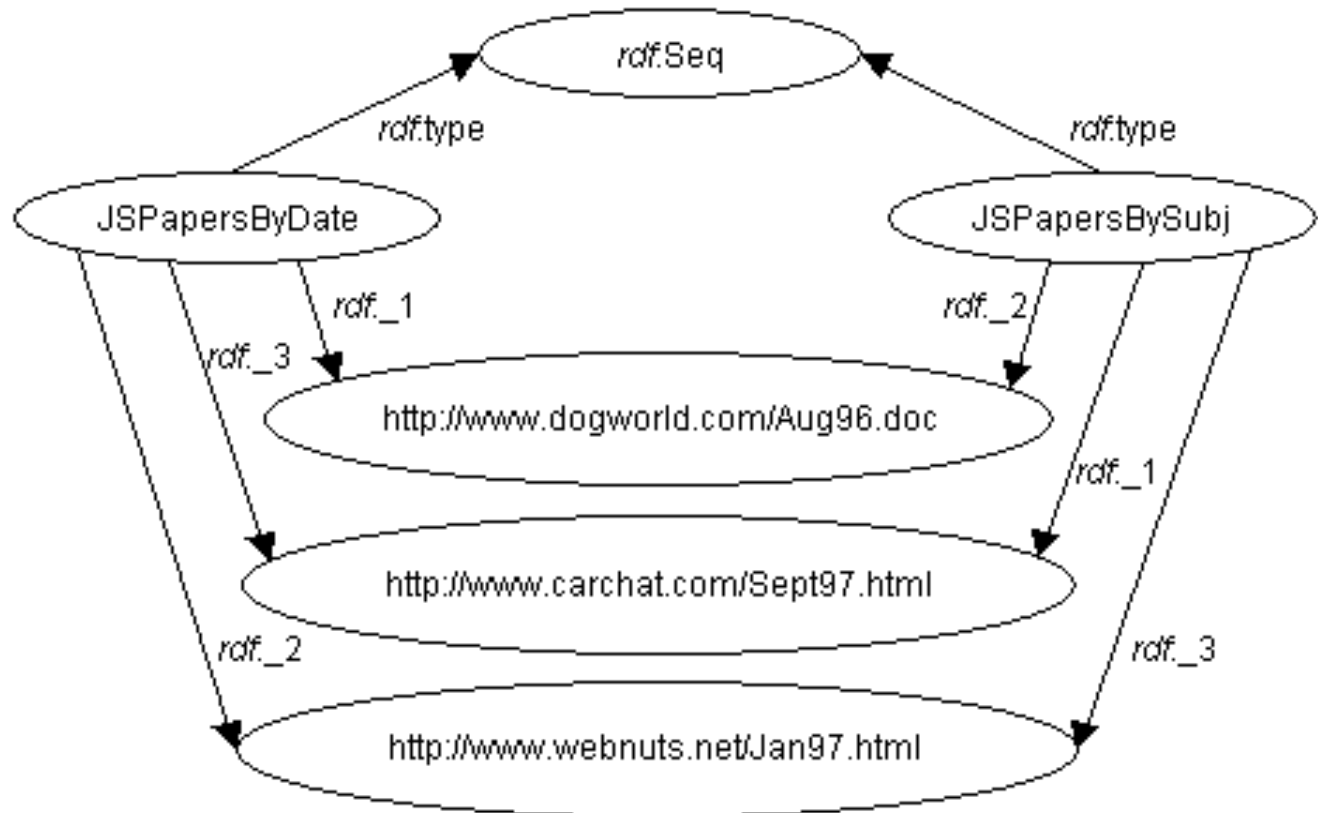 rdf:Seq
rdf:type
rdf:type
JSPapersByDate
JSPapersBySubj
rdf:_1
rdf:_2
rdf:_3
http://www.dogworld.com/Aug96.doc
rdf:_1
http://www.carchat.com/Sept97.html
rdf:_2
rdf:_3
http://www.webnuts.net/Jan97.html